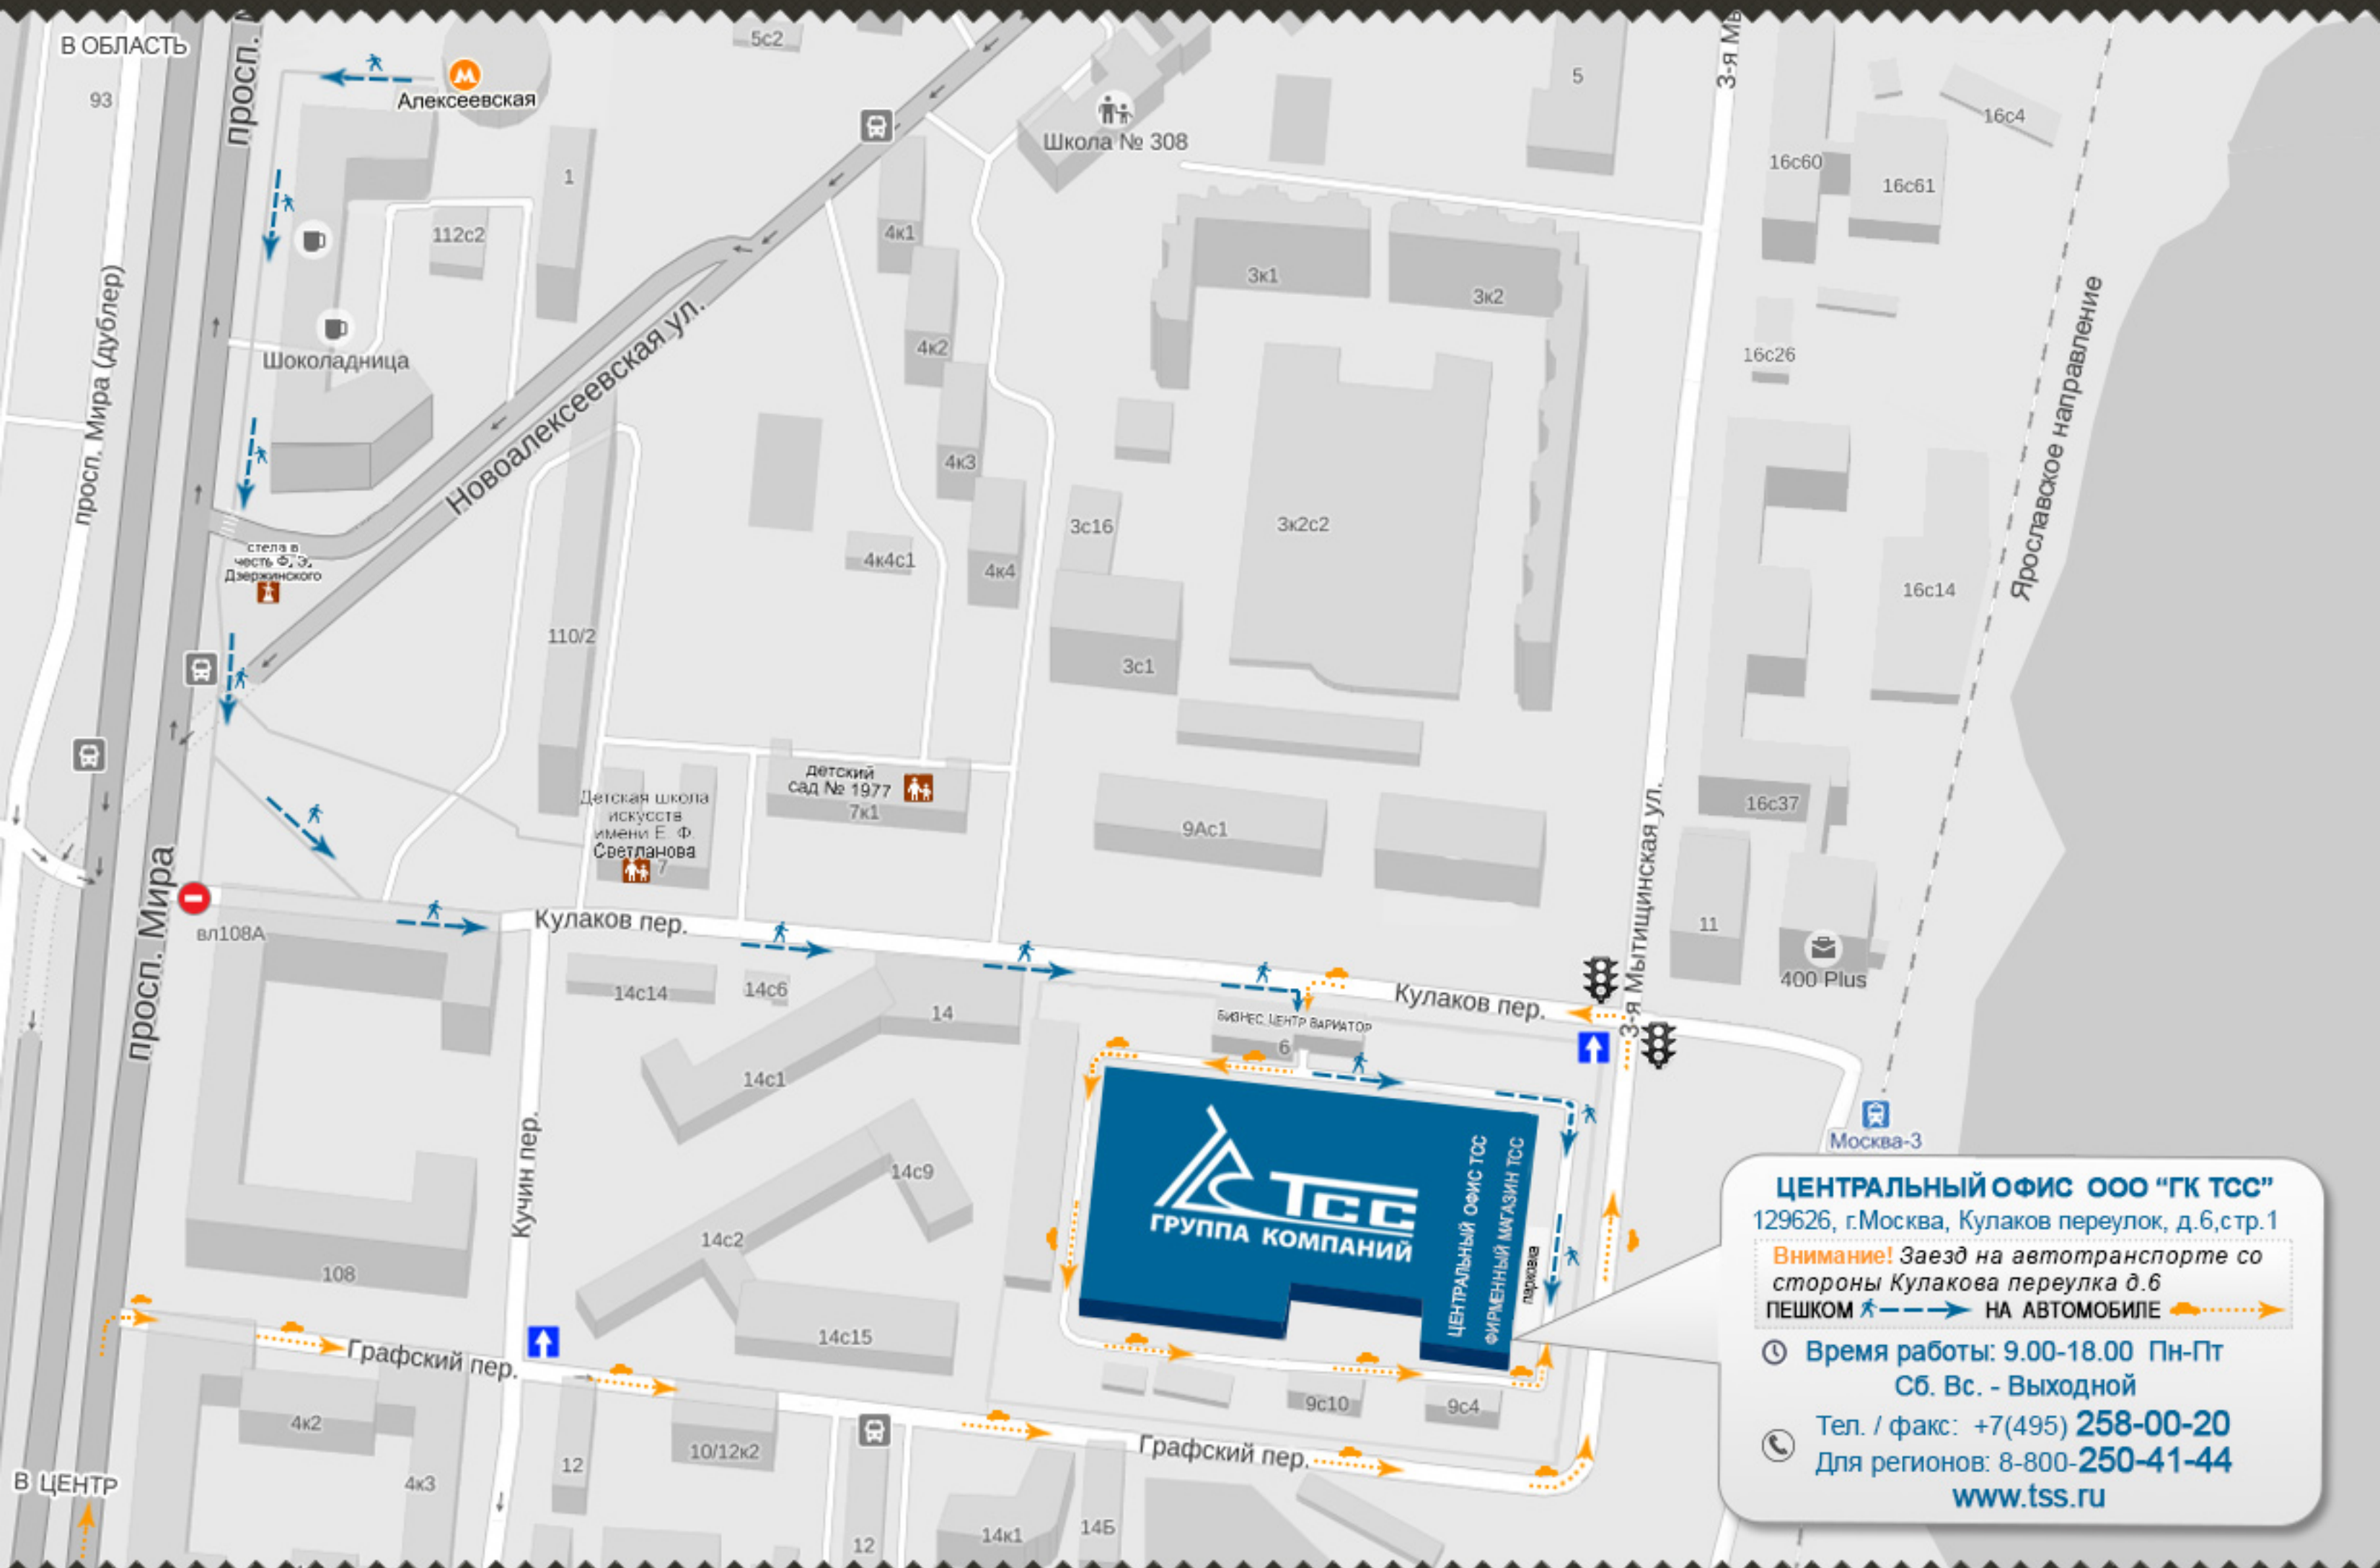 В ОБЛАСТЬ
93
просп.
Алексеевская
5с2
1
112с2
Шоколадница
просп. Мира (дублер)
Новоалексеевская ул.
Школа № 308
5
3-я
16с4
16с60
16с61
4к1
4к2
4к3
4к4
4к4с1
3к1
3к2
16с26
Ярославское направление
3с16
3к2с2
16с14
3с1
стела в
честь Ф. Э.
Дзержинского
110/2
Детская школа
искусств
имени Е. Ф.
Светланова
7
детский
сад № 1977
7к1
9Ас1
16с37
3-я Мытищинская ул.
11
400 Plus
просп. Мира
вл108А
Кулаков пер.
14с14
14с6
14
Кулаков пер.
БИЗНЕС ЦЕНТР ВАРИАТОР
6
14с1
14с9
14с2
14с15
Кучин пер.
108
ТСС
ГРУППА КОМПАНИЙ
ЦЕНТРАЛЬНЫЙ ОФИС ТСС
ФИРМЕННЫЙ МАГАЗИН ТСС
парковка
Москва-3
ЦЕНТРАЛЬНЫЙ ОФИС ООО “ГК ТСС”
129626, г.Москва, Кулаков переулок, д.6,стр.1
Внимание! Заезд на автотранспорте со
стороны Кулакова переулка д.6
ПЕШКОМ НА АВТОМОБИЛЕ
Время работы: 9.00-18.00 Пн-Пт
Сб. Вс. - Выходной
Тел. / факс: +7(495) 258-00-20
Для регионов: 8-800-250-41-44
www.tss.ru
Графский пер.
4к2
4к3
12
10/12к2
9с10
9с4
Графский пер.
В ЦЕНТР
12
14к1
14Б